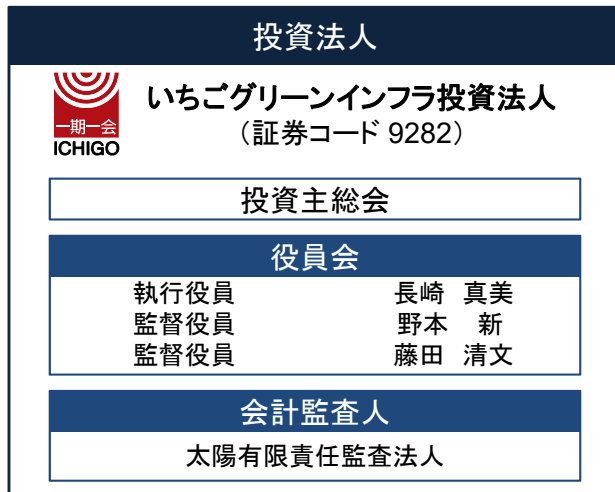 投資法人
一期一会
ICHIGO
いちごグリーンインフラ投資法人
（証券コード 9282）
投資主総会
役員会
執行役員 長崎 真美
監督役員 野本 新
監督役員 藤田 清文
会計監査人
太陽有限責任監査法人